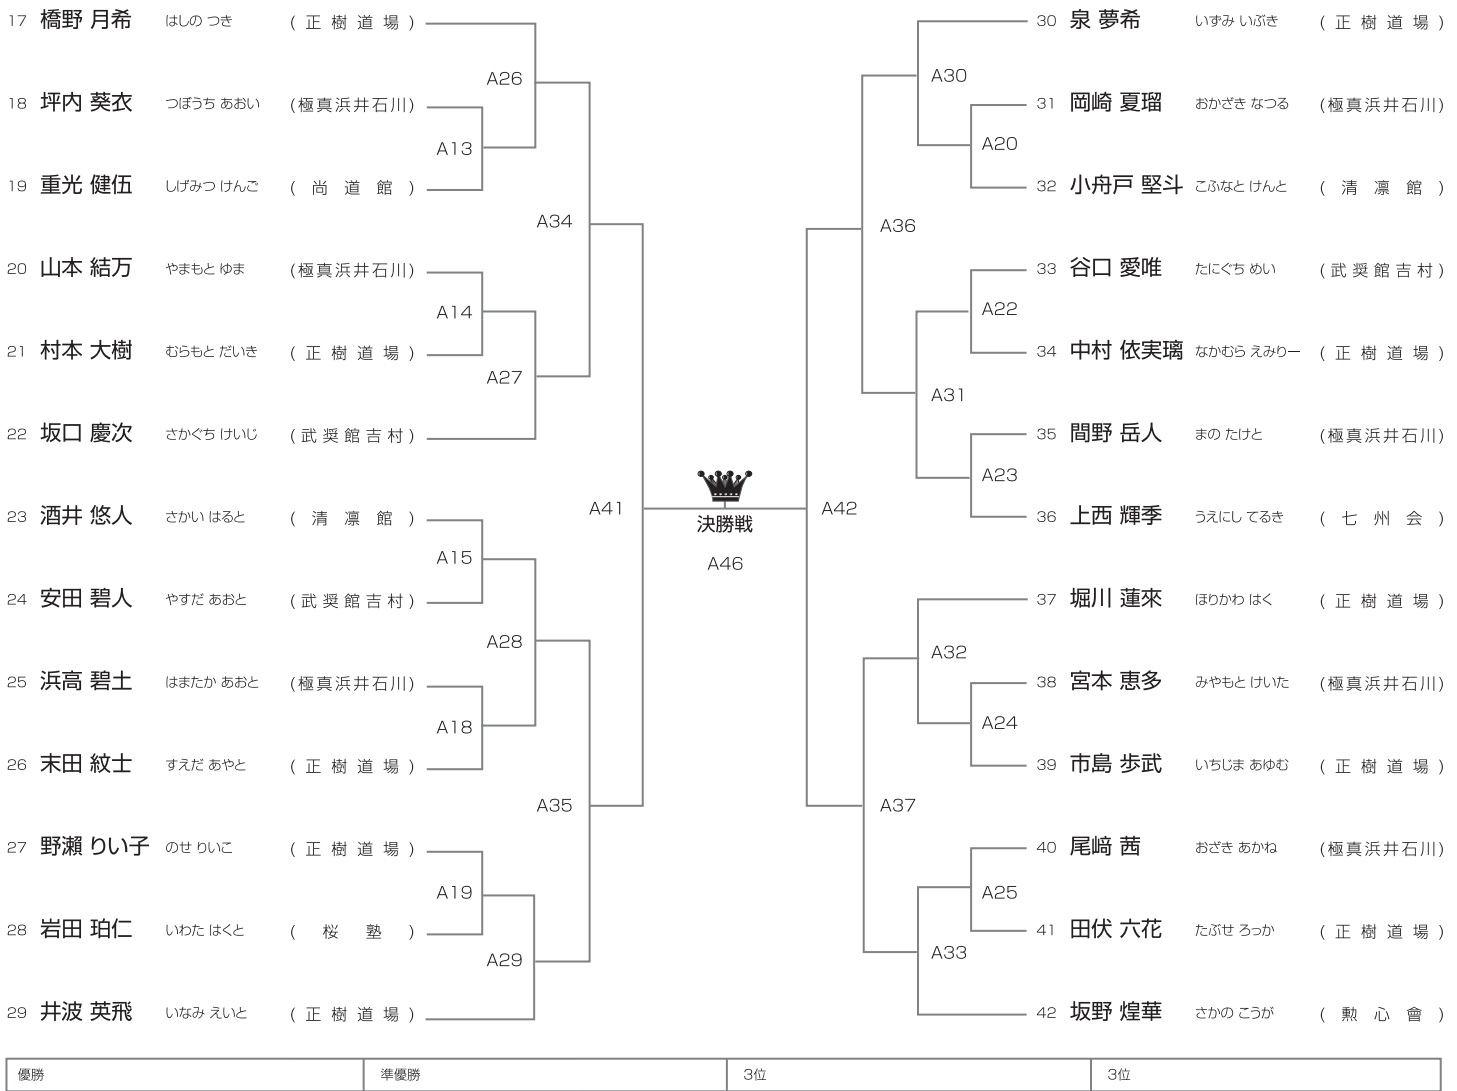 17 橋野 月希 はしの つき (正樹道場)
A26
18 坪内 葵衣 つぼうち あおい (極真浜井石川)
A13
19 重光 健伍 しげみつ けんご (尚道館)
A34
20 山本 結万 やまもと ゆま (極真浜井石川)
A14
21 村本 大樹 むらもと だいき (正樹道場)
A27
22 坂口 慶次 さかぐち けいじ (武奨館吉村)
A41
23 酒井 悠人 さかい はると (清凛館)
A15
24 安田 碧人 やすだ あおと (武奨館吉村)
A28
25 浜高 碧土 はまたか あおと (極真浜井石川)
A18
26 末田 紋士 すえだ あやと (正樹道場)
A35
27 野瀬 りい子 のせ りいこ (正樹道場)
A19
28 岩田 珀仁 いわた はくと (桜塾)
A29
29 井波 英飛 いなみ えいと (正樹道場)
決勝戦
A46
30 泉 夢希 いずみ いぶき (正樹道場)
A30
31 岡崎 夏瑠 おかざき なつる (極真浜井石川)
A20
32 小舟戸 堅斗 こふなと けんと (清凛館)
A36
33 谷口 愛唯 たにぐち めい (武奨館吉村)
A22
34 中村 依実璃 なかむら えみりー (正樹道場)
A31
35 間野 岳人 まの たけと (極真浜井石川)
A23
36 上西 輝季 うえにし てるき (七州会)
A42
37 堀川 蓮來 ほりかわ はく (正樹道場)
A32
38 宮本 恵多 みやもと けいた (極真浜井石川)
A24
39 市島 歩武 いちじま あゆむ (正樹道場)
A37
40 尾﨑 茜 おざき あかね (極真浜井石川)
A25
41 田伏 六花 たぶせ ろっか (正樹道場)
A33
42 坂野 煌華 さかの こうが (勲心會)
優勝 準優勝 3位 3位